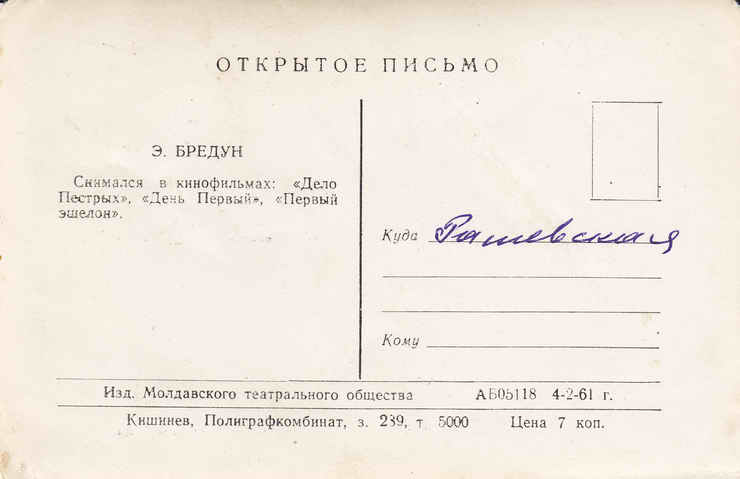 ОТКРЫТОЕ ПИСЬМО
Э. БРЕДУН
Снимался в кинофильмах: «Дело
Пестрых», «День Первый», «Первый
эшелон».
Куда Рашевская
Кому
Изд. Молдавского театрального общества АБ05118 4-2-61 г.
Кишинев, Полиграфкомбинат, з. 239, т. 5000 Цена 7 коп.